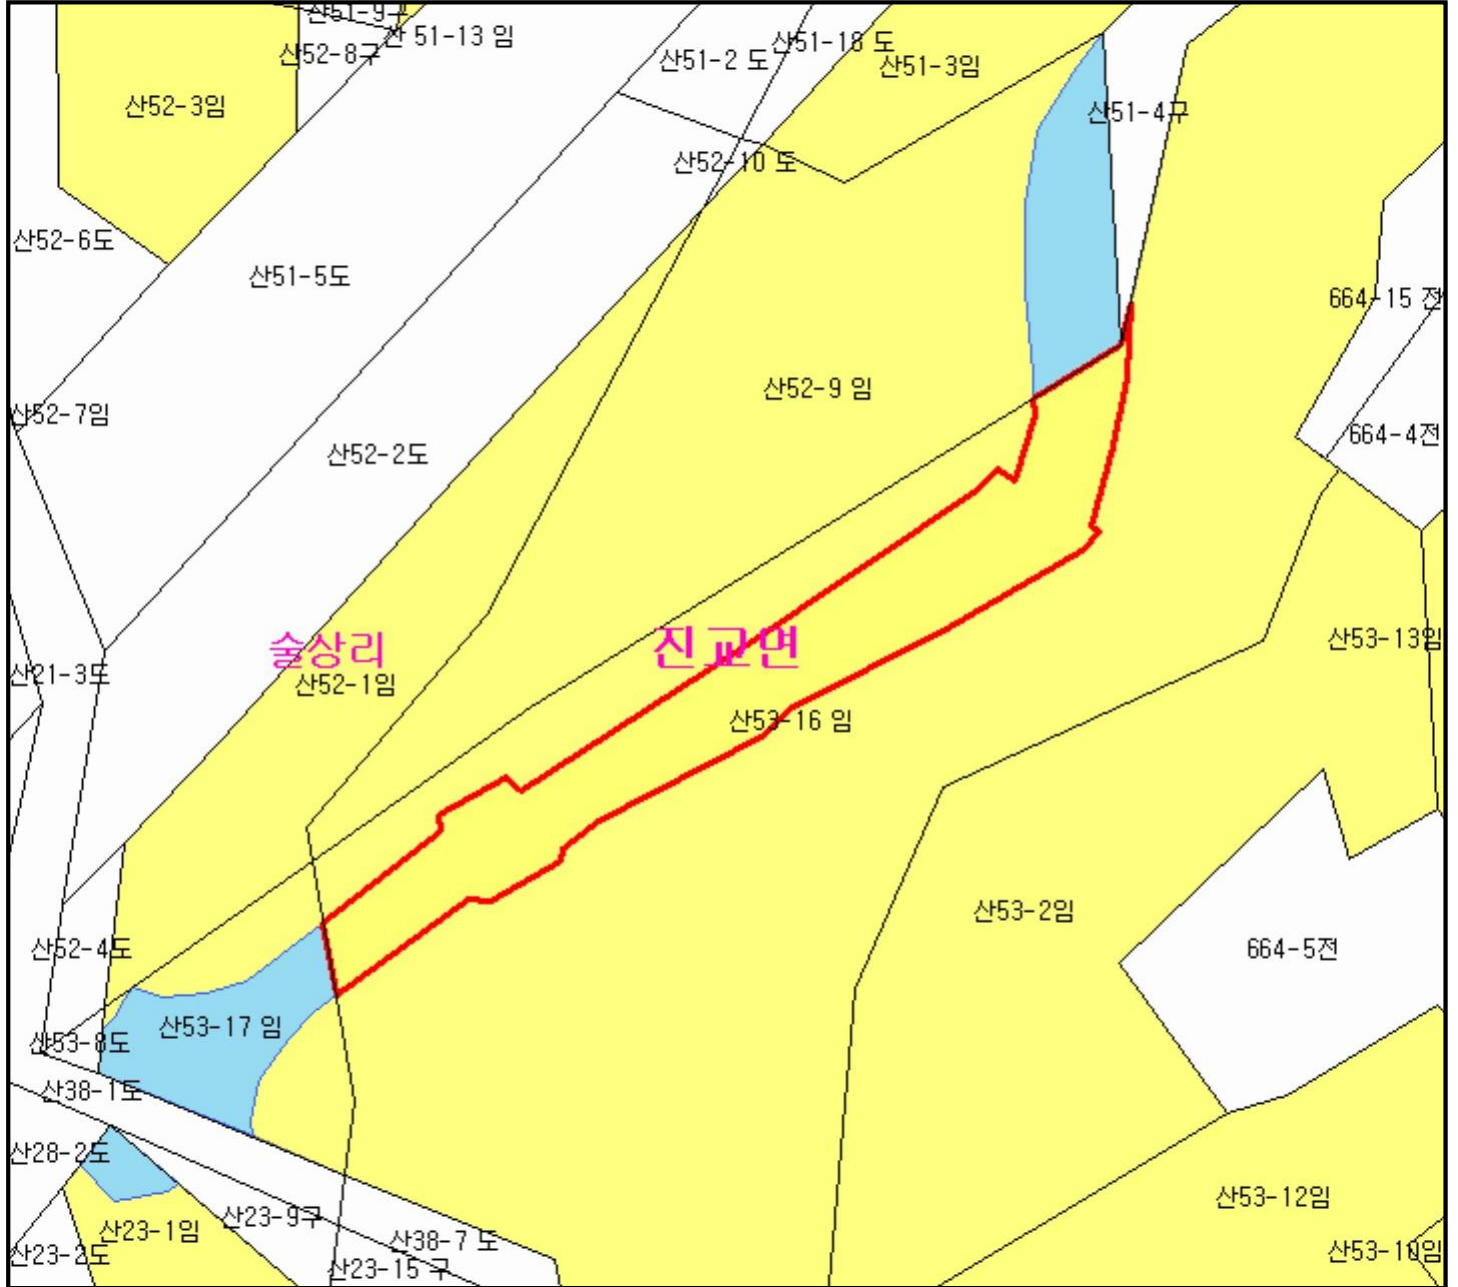 산51-9구
산 51-13 임
산52-8구
산51-2 도
산51-18 도
산51-3임
산52-3임
산51-4구
산52-10 도
산52-6도
산51-5도
664-15 전
산52-9 임
산52-7임
664-4전
산52-2도
술상리
진교면
산53-13임
산21-3도
산52-1임
산53-16 임
산53-2임
산52-4도
664-5전
산53-17 임
산53-8도
산38-1도
산28-2도
산53-12임
산23-9구
산23-1임
산38-7 도
산23-2도
산53-10임
산23-15 구